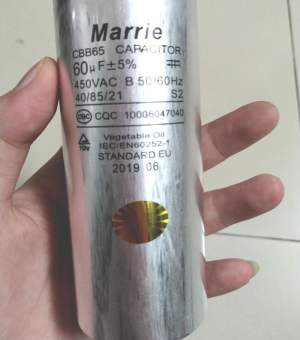 Marrie
CBB65 CAPACITOR
60μF±5%
450VAC B 50/60Hz
40/85/21 S2
CQC 10006047040
TÜV Vegetable Oil
IEC/EN60252-1
STANDARD EU
2019 06